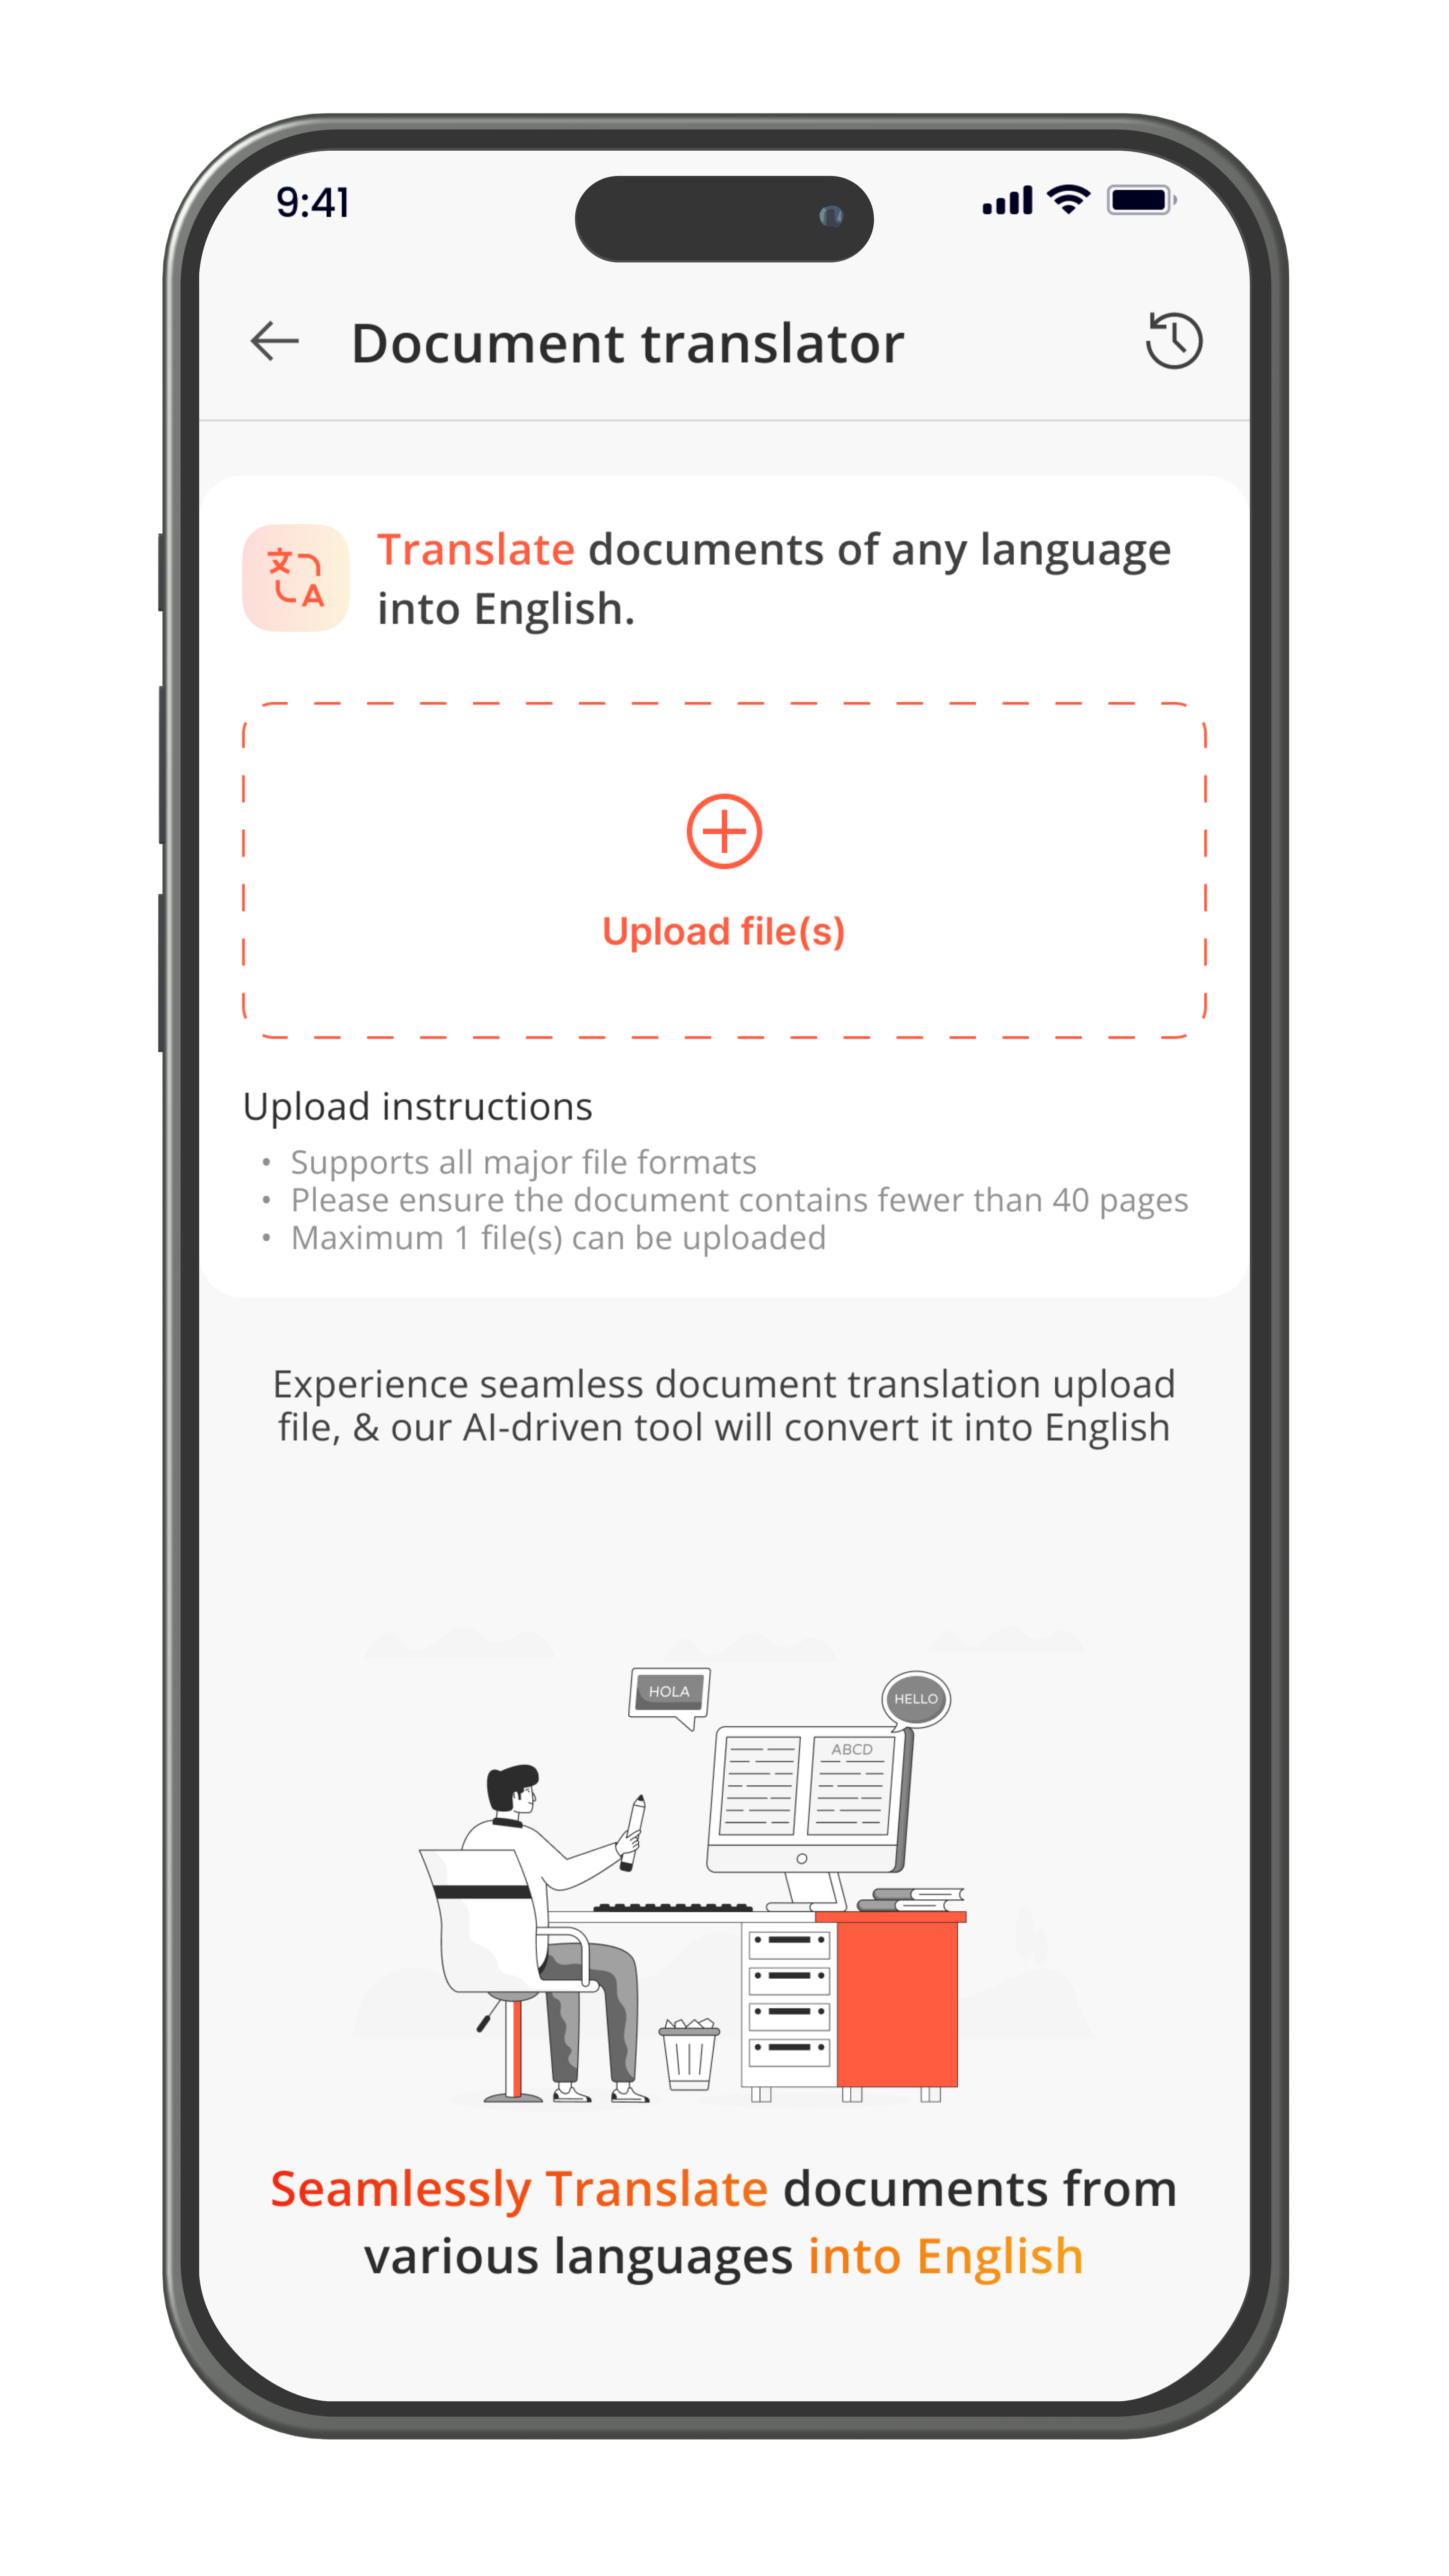 9:41
Document translator
Translate documents of any language
into English.
Upload file(s)
Upload instructions
• Supports all major file formats
• Please ensure the document contains fewer than 40 pages
• Maximum 1 file(s) can be uploaded
Experience seamless document translation upload
file, & our AI-driven tool will convert it into English
HOLA
HELLO
ABCD
Seamlessly Translate documents from
various languages into English